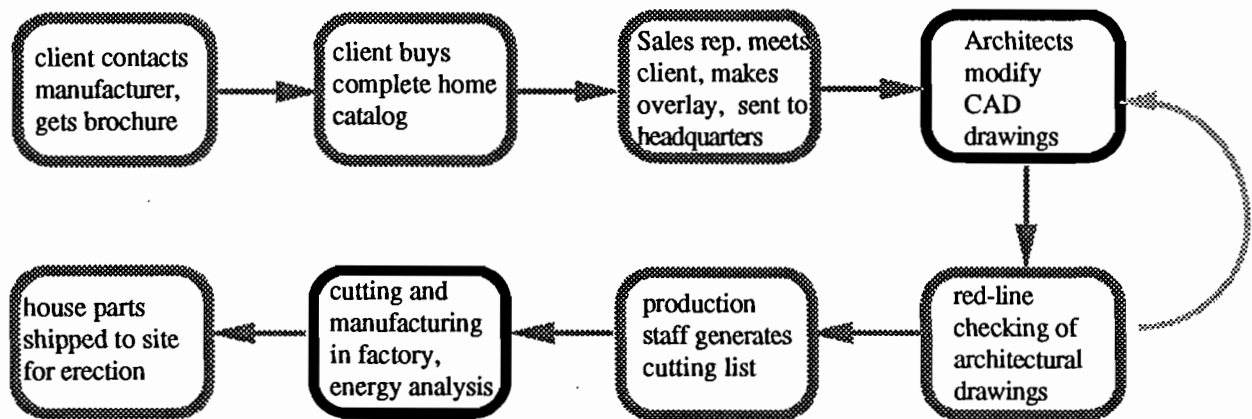 client contacts
manufacturer,
gets brochure
client buys
complete home
catalog
Sales rep. meets
client, makes
overlay, sent to
headquarters
Architects
modify
CAD
drawings
red-line
checking of
architectural
drawings
production
staff generates
cutting list
cutting and
manufacturing
in factory,
energy analysis
house parts
shipped to site
for erection